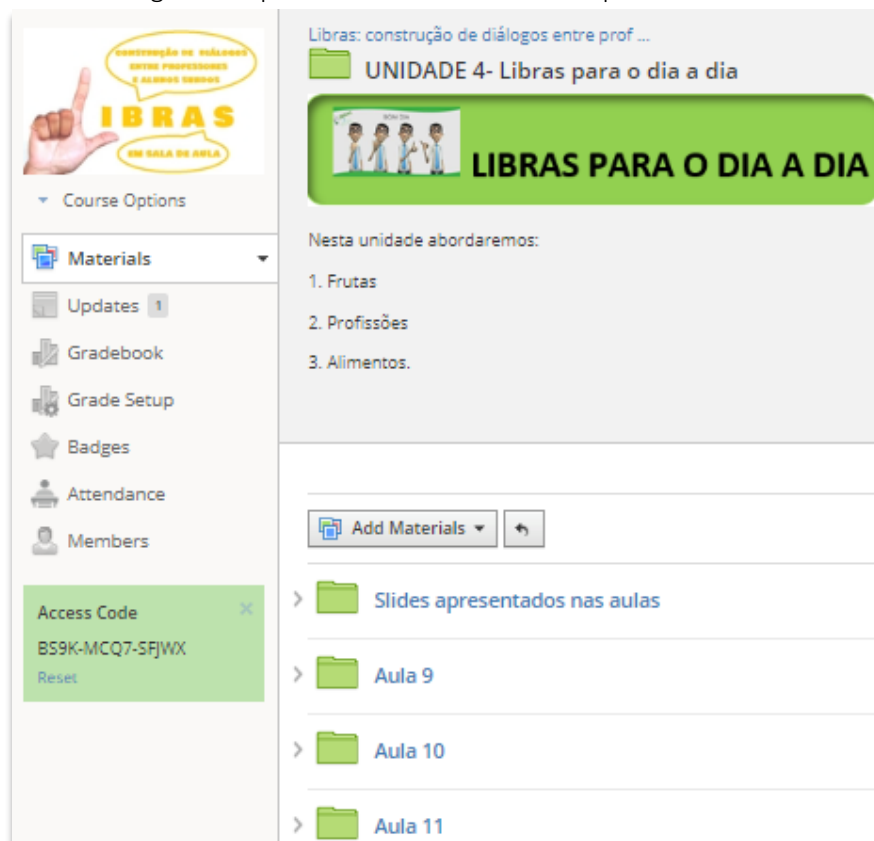 CONSTRUÇÃO DE DIÁLOGOS
ENTRE PROFESSORES
E ALUNOS SURDOS
IBRAS
EM SALA DE AULA
Course Options
Materials
Updates 1
Gradebook
Grade Setup
Badges
Attendance
Members
Access Code
BS9K-MCQ7-SFJWX
Reset
Libras: construção de diálogos entre prof ...
UNIDADE 4- Libras para o dia a dia
BOM DIA
LIBRAS PARA O DIA A DIA
Nesta unidade abordaremos:
1. Frutas
2. Profissões
3. Alimentos.
Add Materials
Slides apresentados nas aulas
Aula 9
Aula 10
Aula 11